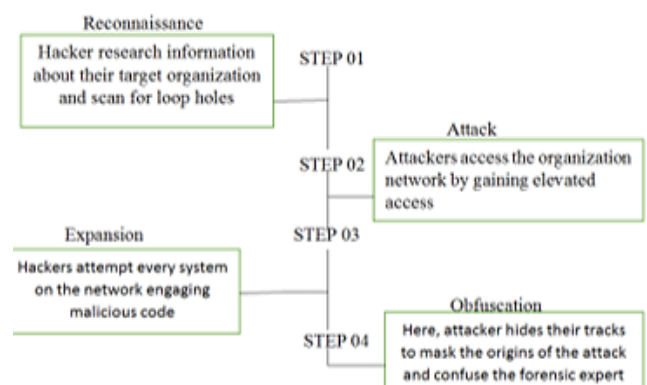 Reconnaissance
Hacker research information
about their target organization
and scan for loop holes
STEP 01
Attack
STEP 02
Attackers access the organization
network by gaining elevated
access
Expansion
STEP 03
Hackers attempt every system
on the network engaging
malicious code
Obfuscation
STEP 04
Here, attacker hides their tracks
to mask the origins of the attack
and confuse the forensic expert